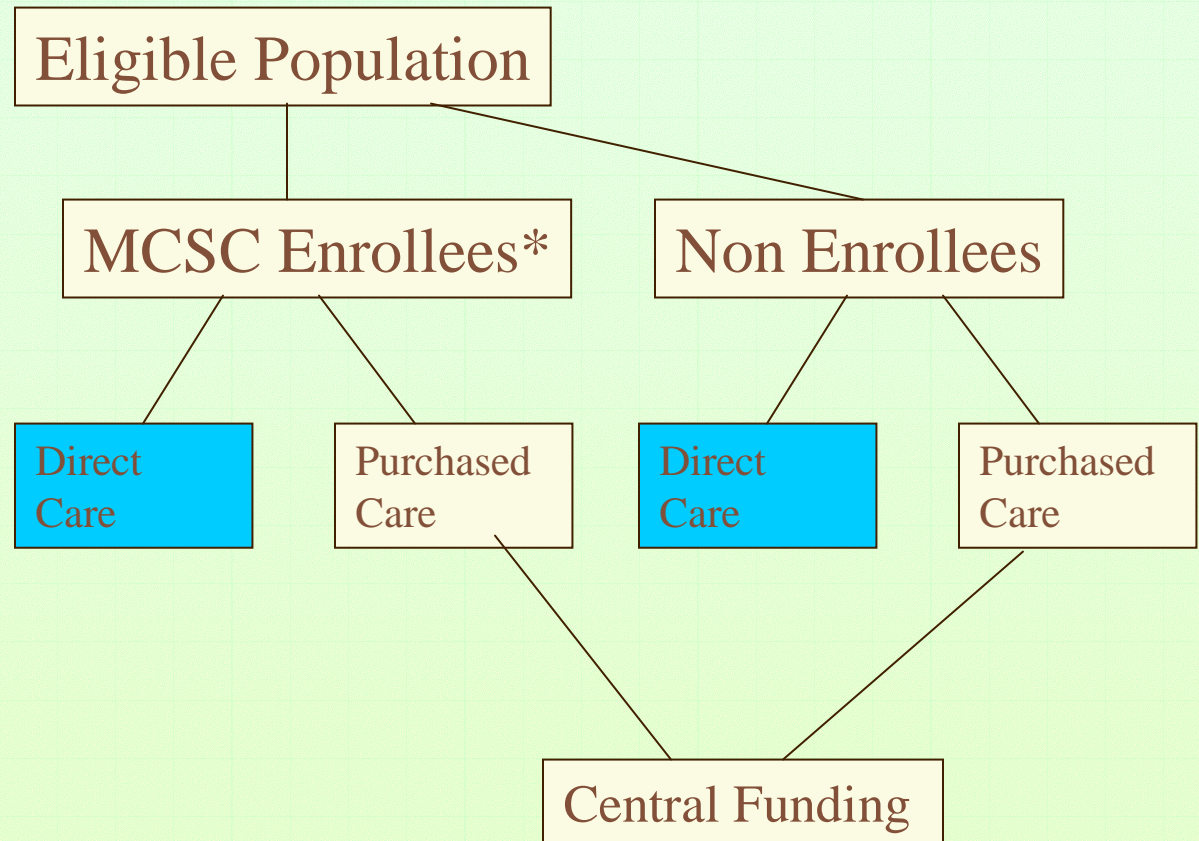 Eligible Population
MCSC Enrollees*
Non Enrollees
Direct
Care
Purchased
Care
Direct
Care
Purchased
Care
Central Funding